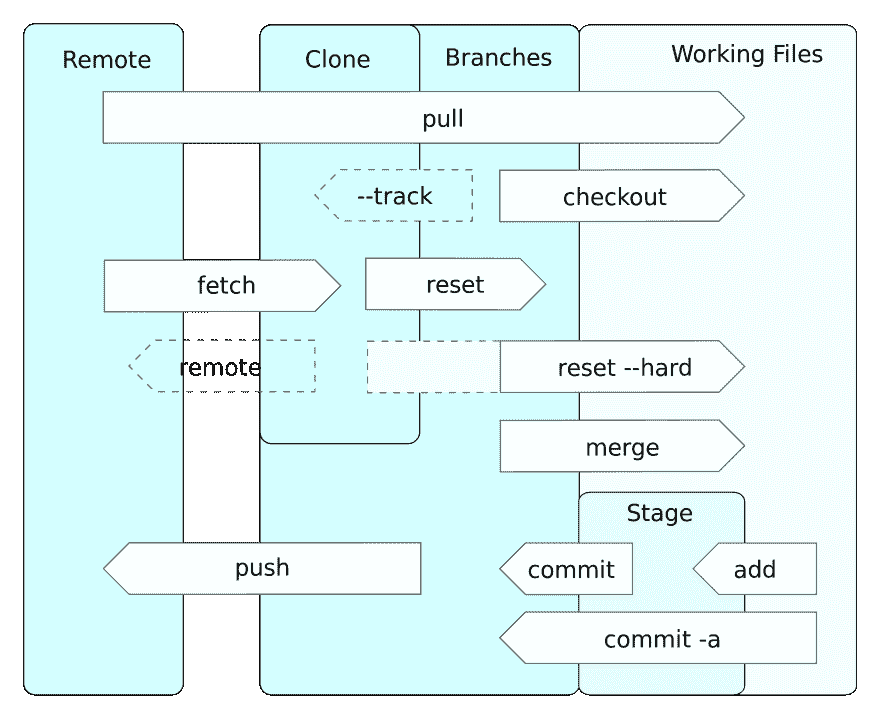 Remote
Clone
Branches
Working Files
pull
--track
checkout
fetch
reset
remote
reset --hard
merge
Stage
push
commit
add
commit -a